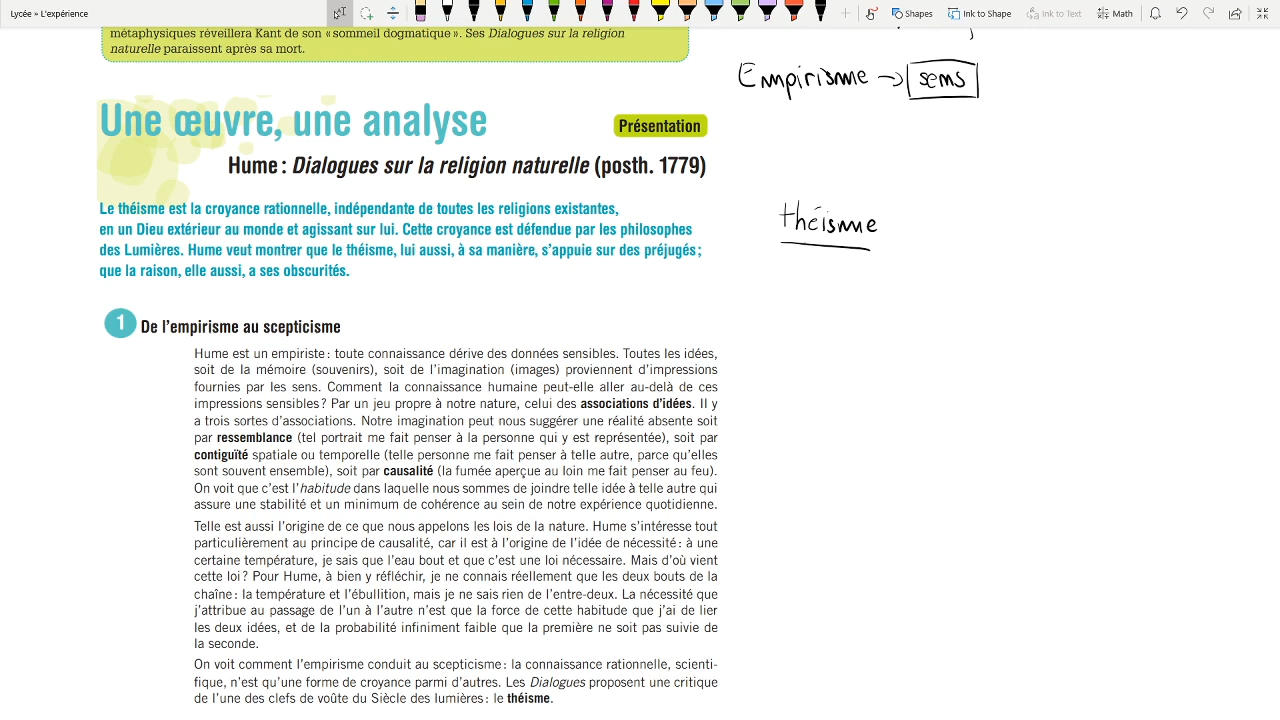 Lycée » L'expérience
Shapes
Ink to Shape
Ink to Text
Math
métaphysiques réveillera Kant de son « sommeil dogmatique ». Ses Dialogues sur la religion
naturelle paraissent après sa mort.
Empirisme → sens
Une œuvre, une analyse
Présentation
Hume : Dialogues sur la religion naturelle (posth. 1779)
Le théisme est la croyance rationnelle, indépendante de toutes les religions existantes,
en un Dieu extérieur au monde et agissant sur lui. Cette croyance est défendue par les philosophes
des Lumières. Hume veut montrer que le théisme, lui aussi, à sa manière, s'appuie sur des préjugés ;
que la raison, elle aussi, a ses obscurités.
théisme
1 De l'empirisme au scepticisme
Hume est un empiriste : toute connaissance dérive des données sensibles. Toutes les idées,
soit de la mémoire (souvenirs), soit de l'imagination (images) proviennent d'impressions
fournies par les sens. Comment la connaissance humaine peut-elle aller au-delà de ces
impressions sensibles ? Par un jeu propre à notre nature, celui des associations d'idées. Il y
a trois sortes d'associations. Notre imagination peut nous suggérer une réalité absente soit
par ressemblance (tel portrait me fait penser à la personne qui y est représentée), soit par
contiguïté spatiale ou temporelle (telle personne me fait penser à telle autre, parce qu'elles
sont souvent ensemble), soit par causalité (la fumée aperçue au loin me fait penser au feu).
On voit que c'est l'habitude dans laquelle nous sommes de joindre telle idée à telle autre qui
assure une stabilité et un minimum de cohérence au sein de notre expérience quotidienne.
Telle est aussi l'origine de ce que nous appelons les lois de la nature. Hume s'intéresse tout
particulièrement au principe de causalité, car il est à l'origine de l'idée de nécessité : à une
certaine température, je sais que l'eau bout et que c'est une loi nécessaire. Mais d'où vient
cette loi ? Pour Hume, à bien y réfléchir, je ne connais réellement que les deux bouts de la
chaîne : la température et l'ébullition, mais je ne sais rien de l'entre-deux. La nécessité que
j'attribue au passage de l'un à l'autre n'est que la force de cette habitude que j'ai de lier
les deux idées, et de la probabilité infiniment faible que la première ne soit pas suivie de
la seconde.
On voit comment l'empirisme conduit au scepticisme : la connaissance rationnelle, scienti-
fique, n'est qu'une forme de croyance parmi d'autres. Les Dialogues proposent une critique
de l'une des clefs de voûte du Siècle des lumières : le théisme.